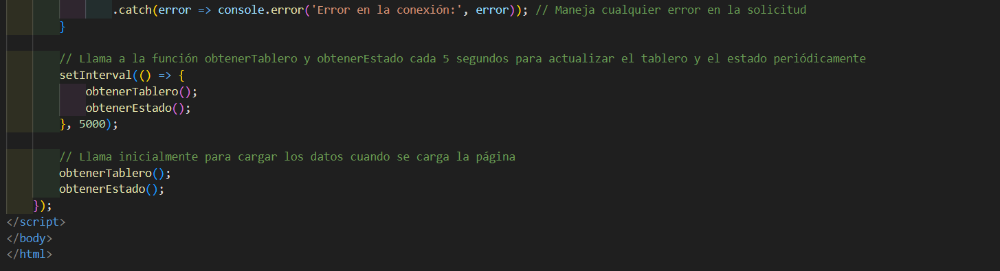 .catch(error => console.error('Error en la conexión:', error)); // Maneja cualquier error en la solicitud
}
// Llama a la función obtenerTablero y obtenerEstado cada 5 segundos para actualizar el tablero y el estado periódicamente
setInterval(() => {
obtenerTablero();
obtenerEstado();
}, 5000);
// Llama inicialmente para cargar los datos cuando se carga la página
obtenerTablero();
obtenerEstado();
});
</script>
</body>
</html>